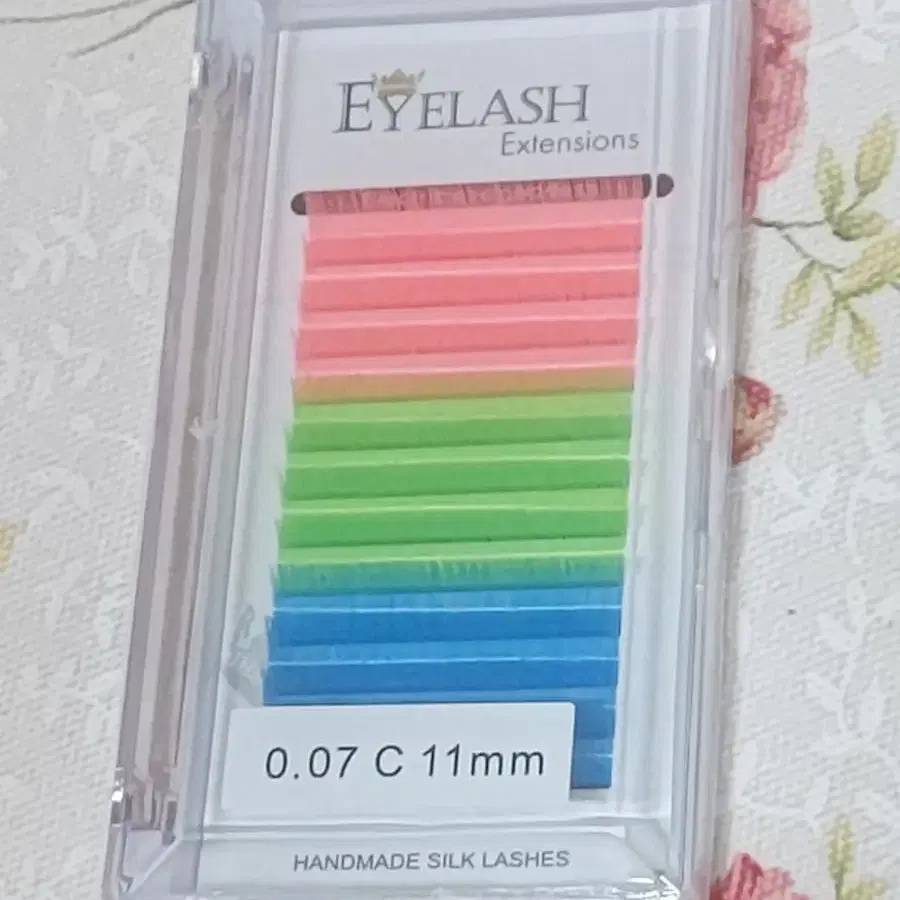 EYELASH
Extensions
0.07 C 11mm
HANDMADE SILK LASHES